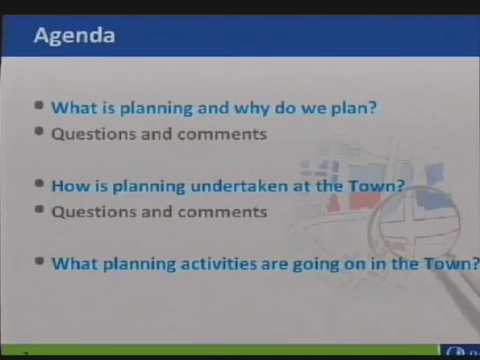 Agenda
What is planning and why do we plan?
Questions and comments
How is planning undertaken at the Town?
Questions and comments
What planning activities are going on in the Town?